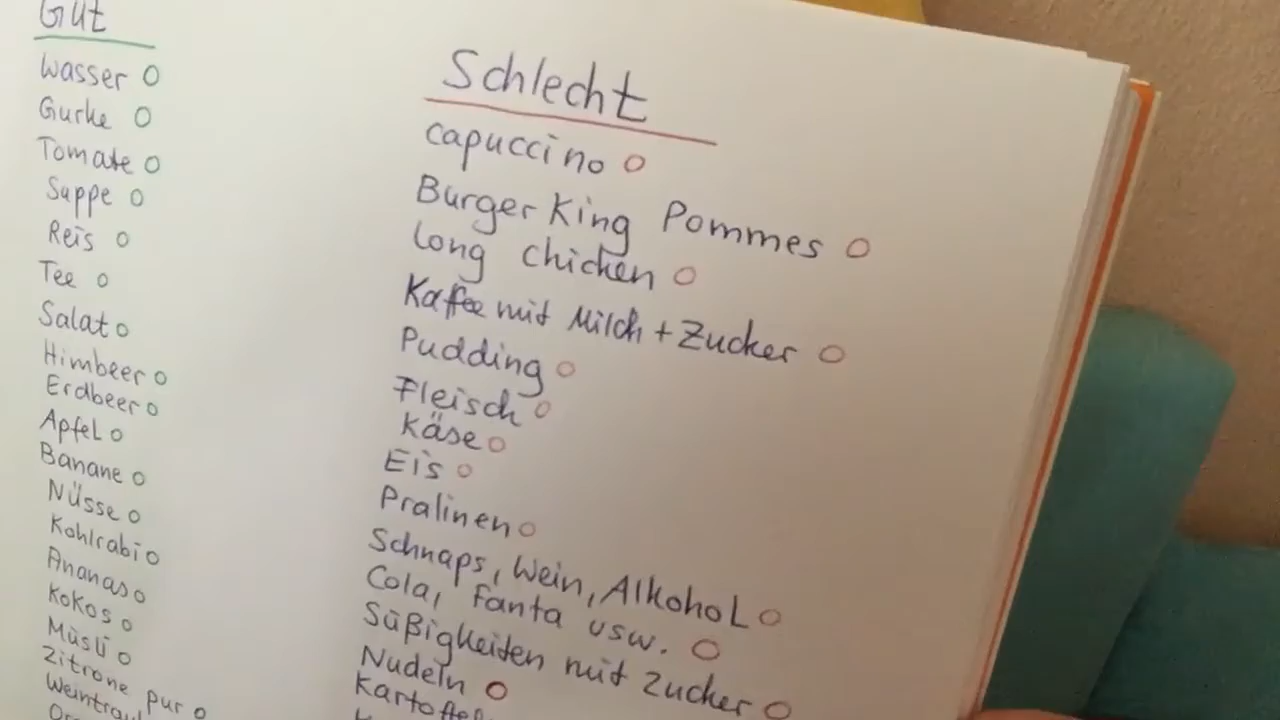 Gut
Wasser
Gurke
Tomate
Suppe
Reis
Tee
Salat
Himbeer
Erdbeer
Apfel
Banane
Nüsse
Kohlrabi
Ananas
Kokos
Müsli
Zitrone pur
Schlecht
Capuccino
Burger King Pommes
Long chicken
Kaffee mit Milch + Zucker
Pudding
Fleisch
Käse
Eis
Pralinen
Schnaps, Wein, Alkohol
Cola, Fanta usw.
Süßigkeiten mit Zucker
Nudeln